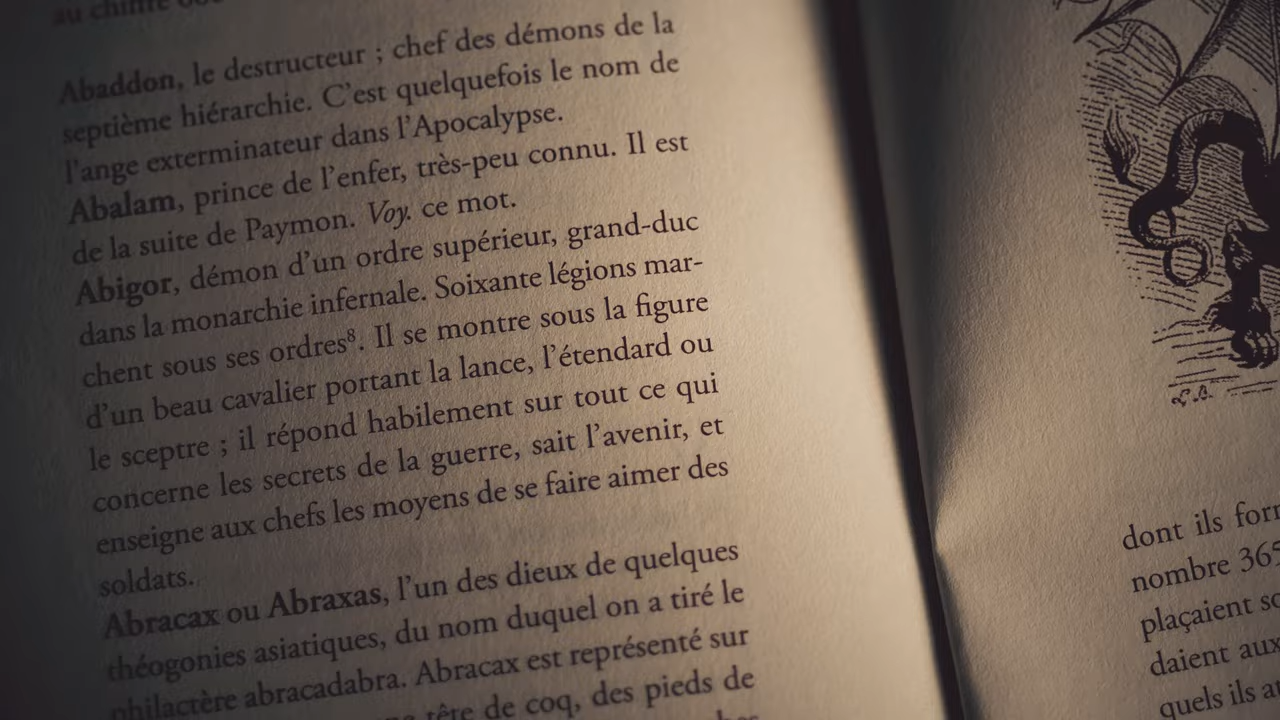 au chiffre
Abaddon, le destructeur ; chef des démons de la
septième hiérarchie. C’est quelquefois le nom de
l’ange exterminateur dans l’Apocalypse.
Abalam, prince de l’enfer, très-peu connu. Il est
de la suite de Paymon. Voy. ce mot.
Abigor, démon d’un ordre supérieur, grand-duc
dans la monarchie infernale. Soixante légions mar-
chent sous ses ordres⁸. Il se montre sous la figure
d’un beau cavalier portant la lance, l’étendard ou
le sceptre ; il répond habilement sur tout ce qui
concerne les secrets de la guerre, sait l’avenir, et
enseigne aux chefs les moyens de se faire aimer des
soldats.
Abracax ou Abraxas, l’un des dieux de quelques
théogonies asiatiques, du nom duquel on a tiré le
philactère abracadabra. Abracax est représenté sur
tête de coq, des pieds de
L.B.
dont ils for
nombre 365
plaçaient
daient aux
quels ils